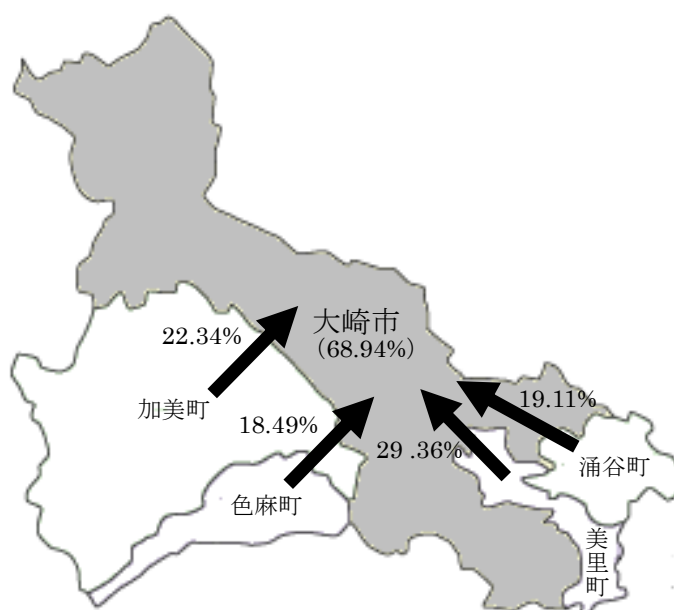 大崎市
（68.94%）
22.34%
加美町
18.49%
19.11%
29 .36%
涌谷町
色麻町
美里町